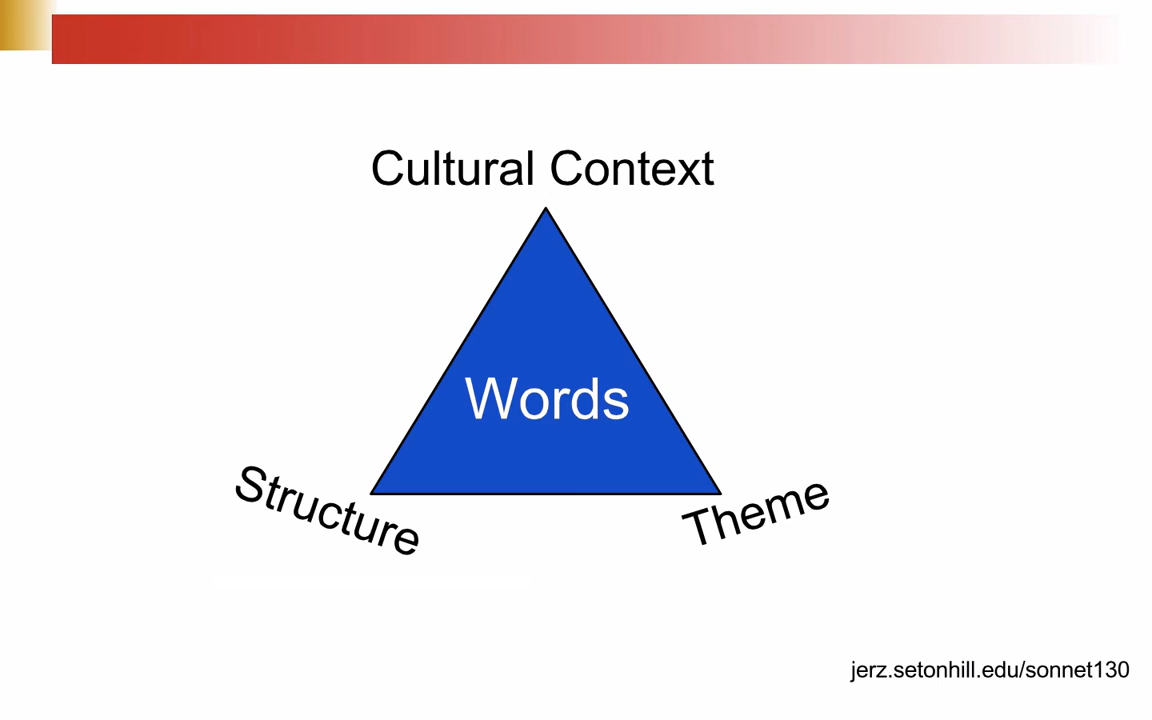 Cultural Context
Words
Structure
Theme
jerz.setonhill.edu/sonnet130